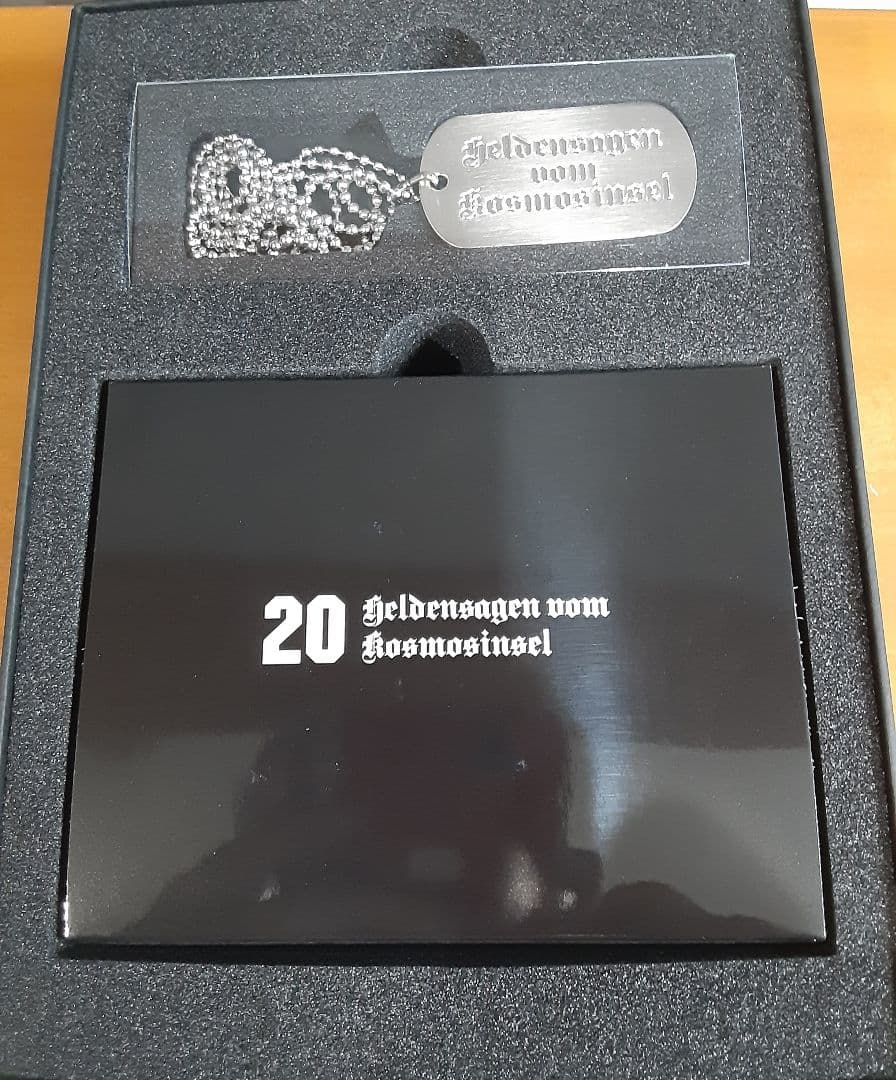 Heldensagen
vom
Kosmosinsel
20 Heldensagen vom
Kosmosinsel